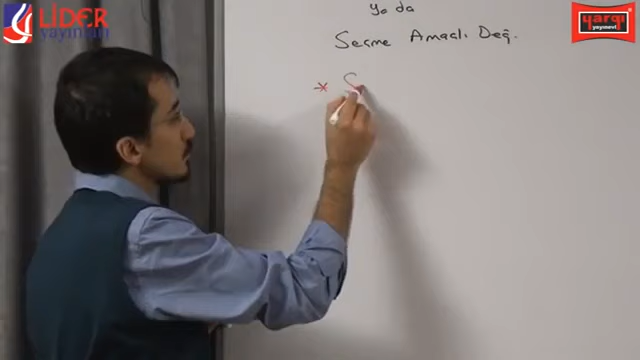 LİDER
yayınları
yargı
yayınevi
ya da
Seçme Amaçlı Değ.
*